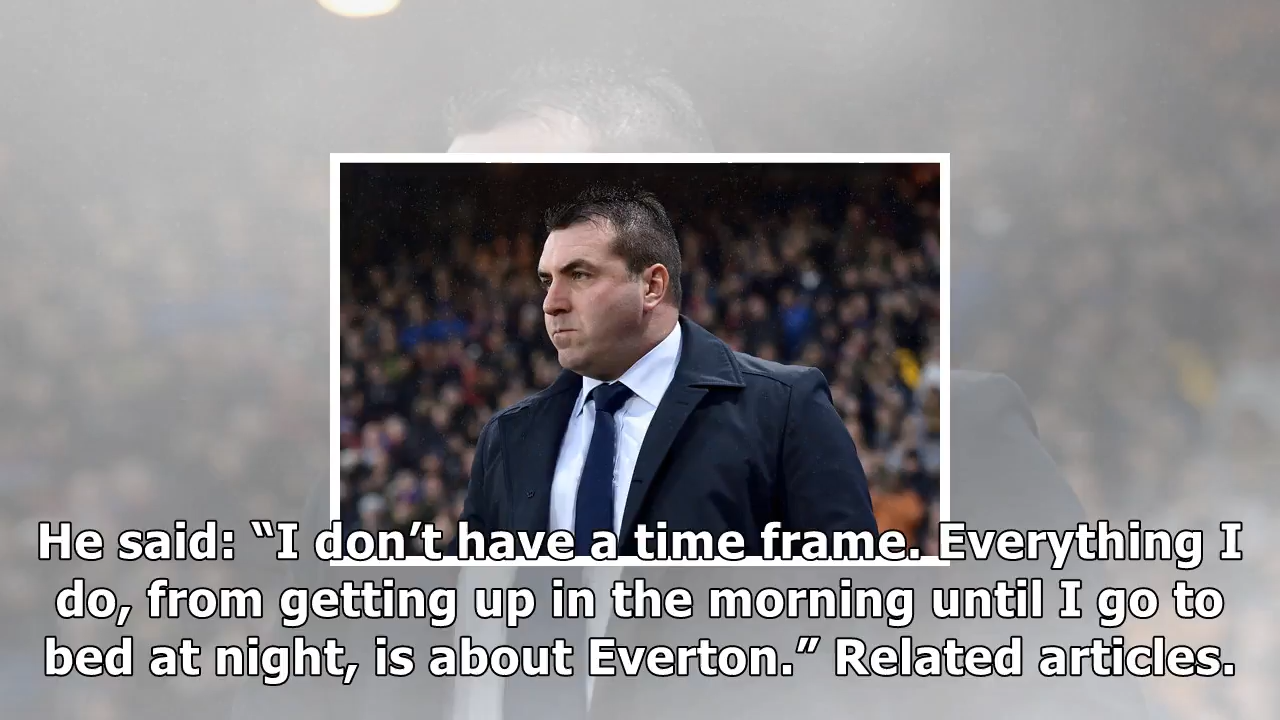 He said: “I don’t have a time frame. Everything I
do, from getting up in the morning until I go to
bed at night, is about Everton.” Related articles.